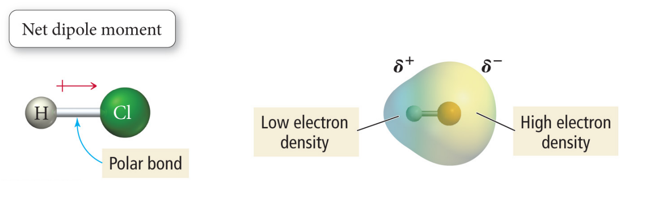 Net dipole moment
H
Cl
Polar bond
δ+
δ−
Low electron
density
High electron
density